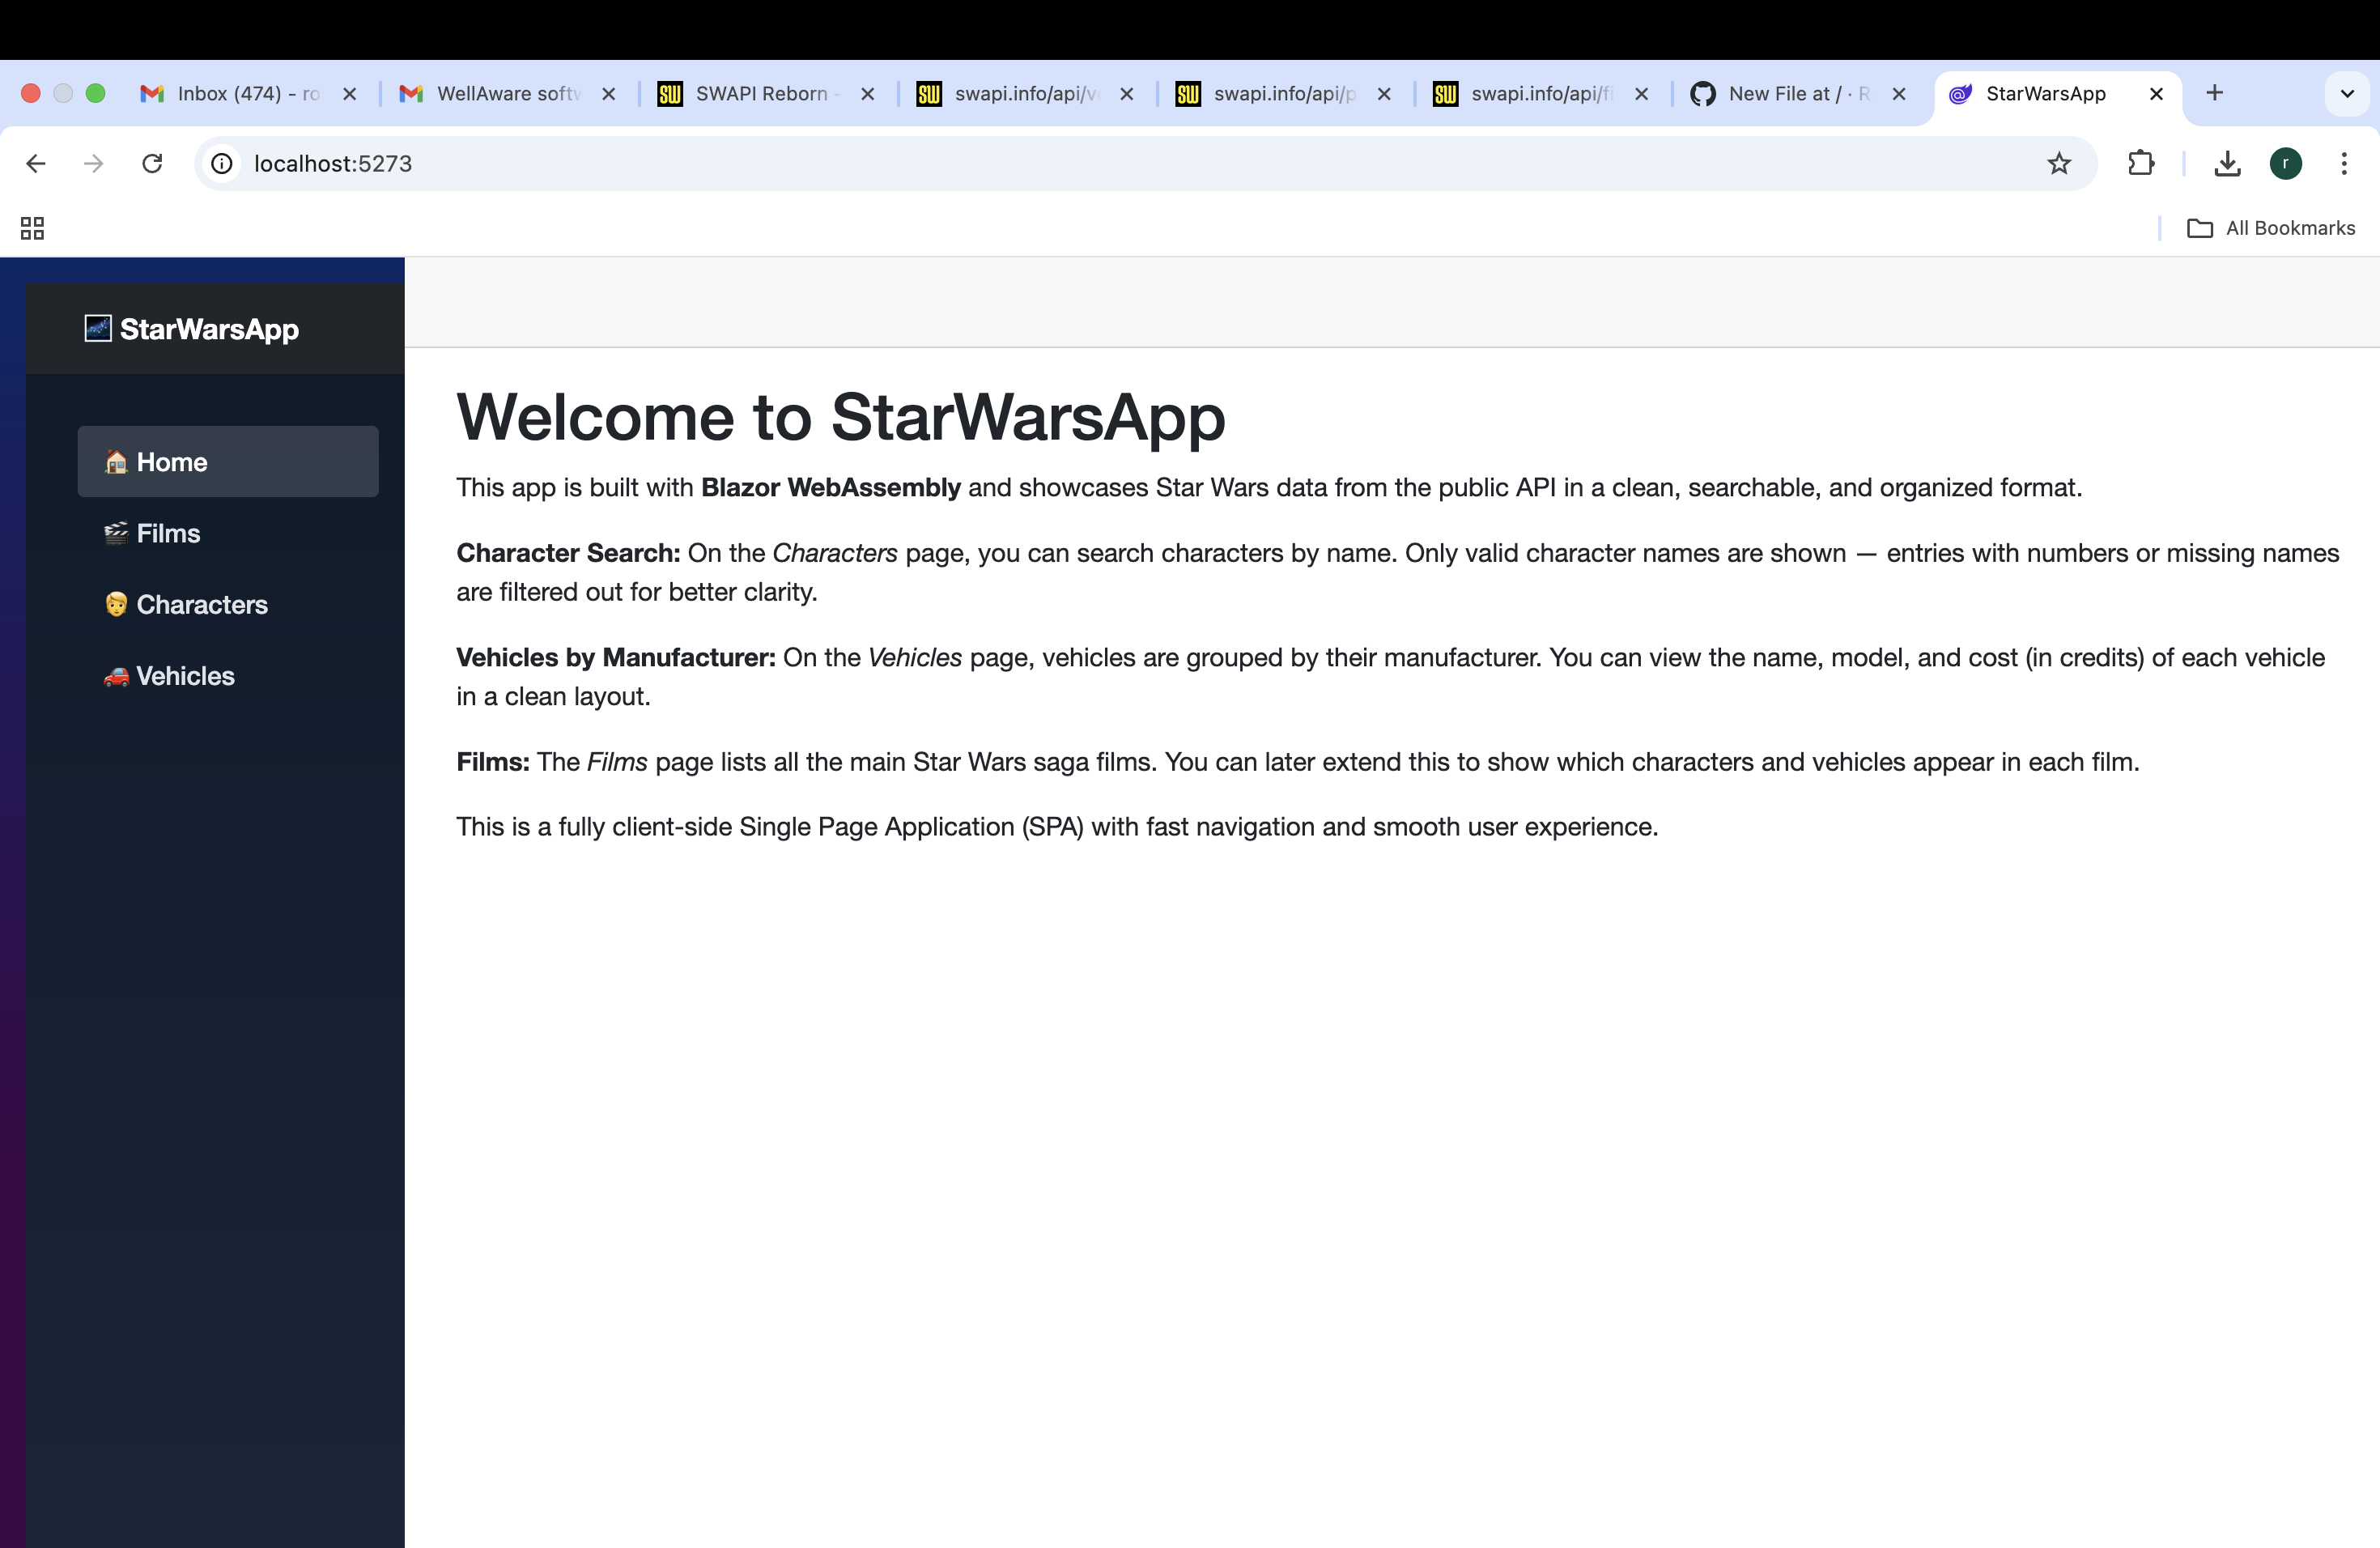 Inbox (474) - ro
WellAware softw
SWAPI Reborn -
swapi.info/api/v
swapi.info/api/p
swapi.info/api/fi
New File at / · R
StarWarsApp
localhost:5273
r
All Bookmarks
StarWarsApp
Home
Films
Characters
Vehicles
Welcome to StarWarsApp
This app is built with Blazor WebAssembly and showcases Star Wars data from the public API in a clean, searchable, and organized format.
Character Search: On the Characters page, you can search characters by name. Only valid character names are shown — entries with numbers or missing names
are filtered out for better clarity.
Vehicles by Manufacturer: On the Vehicles page, vehicles are grouped by their manufacturer. You can view the name, model, and cost (in credits) of each vehicle
in a clean layout.
Films: The Films page lists all the main Star Wars saga films. You can later extend this to show which characters and vehicles appear in each film.
This is a fully client-side Single Page Application (SPA) with fast navigation and smooth user experience.